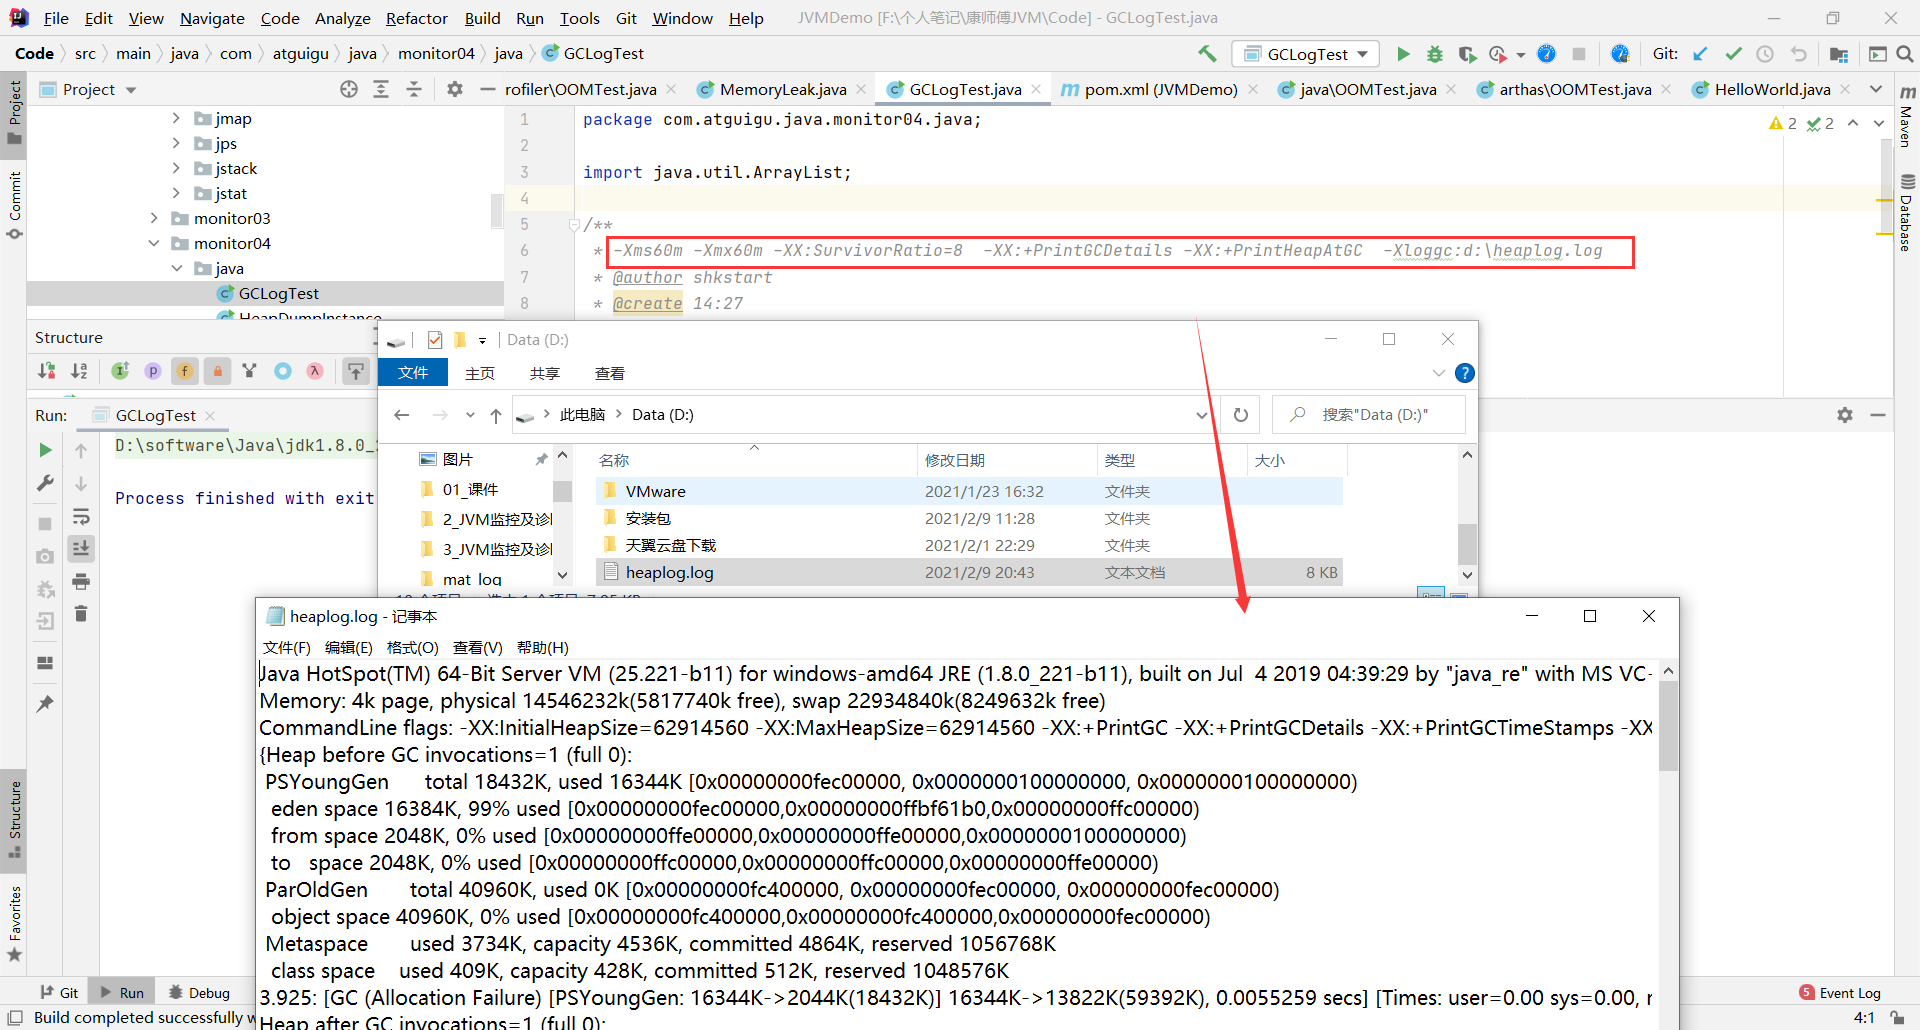 File Edit View Navigate Code Analyze Refactor Build Run Tools Git Window Help JVMDemo [F:\个人笔记\康师傅JVM\Code] - GCLogTest.java
Code src main java com atguigu java monitor04 java GCLogTest
GCLogTest
Git:
Project
rofiler\OOMTest.java MemoryLeak.java GCLogTest.java pom.xml (JVMDemo) java\OOMTest.java arthas\OOMTest.java HelloWorld.java
Project
Commit
Structure
Favorites
Maven
Database
jmap
jps
jstack
jstat
monitor03
monitor04
java
GCLogTest
HeapDumpInstance
1 package com.atguigu.java.monitor04.java;
2
3 import java.util.ArrayList;
4
5 /**
6 * -Xms60m -Xmx60m -XX:SurvivorRatio=8 -XX:+PrintGCDetails -XX:+PrintHeapAtGC -Xloggc:d:\heaplog.log
7 * @author shkstart
8 * @create 14:27
2 2
Structure
Run: GCLogTest
D:\software\Java\jdk1.8.0_
Process finished with exit
Data (D:)
文件 主页 共享 查看
此电脑 Data (D:)
搜索"Data (D:)"
图片
01_课件
2_JVM监控及诊
3_JVM监控及诊
mat_log
名称 修改日期 类型 大小
VMware 2021/1/23 16:32 文件夹
安装包 2021/2/9 11:28 文件夹
天翼云盘下载 2021/2/1 22:29 文件夹
heaplog.log 2021/2/9 20:43 文本文档 8 KB
heaplog.log - 记事本
文件(F) 编辑(E) 格式(O) 查看(V) 帮助(H)
Java HotSpot(TM) 64-Bit Server VM (25.221-b11) for windows-amd64 JRE (1.8.0_221-b11), built on Jul 4 2019 04:39:29 by "java_re" with MS VC-
Memory: 4k page, physical 14546232k(5817740k free), swap 22934840k(8249632k free)
CommandLine flags: -XX:InitialHeapSize=62914560 -XX:MaxHeapSize=62914560 -XX:+PrintGC -XX:+PrintGCDetails -XX:+PrintGCTimeStamps -XX
{Heap before GC invocations=1 (full 0):
PSYoungGen total 18432K, used 16344K [0x00000000fec00000, 0x0000000100000000, 0x0000000100000000)
eden space 16384K, 99% used [0x00000000fec00000,0x00000000ffbf61b0,0x00000000ffc00000)
from space 2048K, 0% used [0x00000000ffe00000,0x00000000ffe00000,0x0000000100000000)
to space 2048K, 0% used [0x00000000ffc00000,0x00000000ffc00000,0x00000000ffe00000)
ParOldGen total 40960K, used 0K [0x00000000fc400000, 0x00000000fec00000, 0x00000000fec00000)
object space 40960K, 0% used [0x00000000fc400000,0x00000000fc400000,0x00000000fec00000)
Metaspace used 3734K, capacity 4536K, committed 4864K, reserved 1056768K
class space used 409K, capacity 428K, committed 512K, reserved 1048576K
3.925: [GC (Allocation Failure) [PSYoungGen: 16344K->2044K(18432K)] 16344K->13822K(59392K), 0.0055259 secs] [Times: user=0.00 sys=0.00, r
Heap after GC invocations=1 (full 0):
Git Run Debug
5 Event Log
Build completed successfully w
4:1